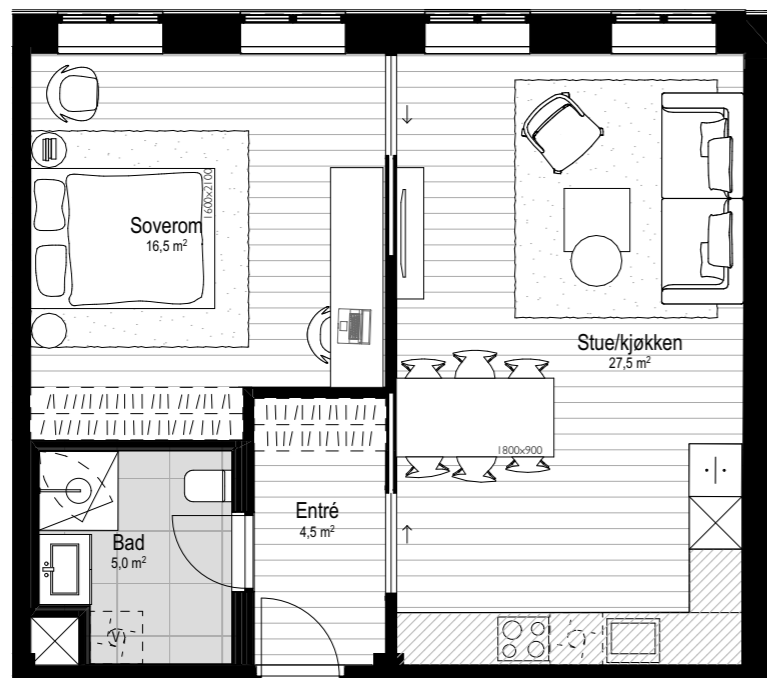 1600x2100
Soverom
16,5 m²
Stue/kjøkken
27,5 m²
1800x900
Entré
4,5 m²
Bad
5,0 m²
V